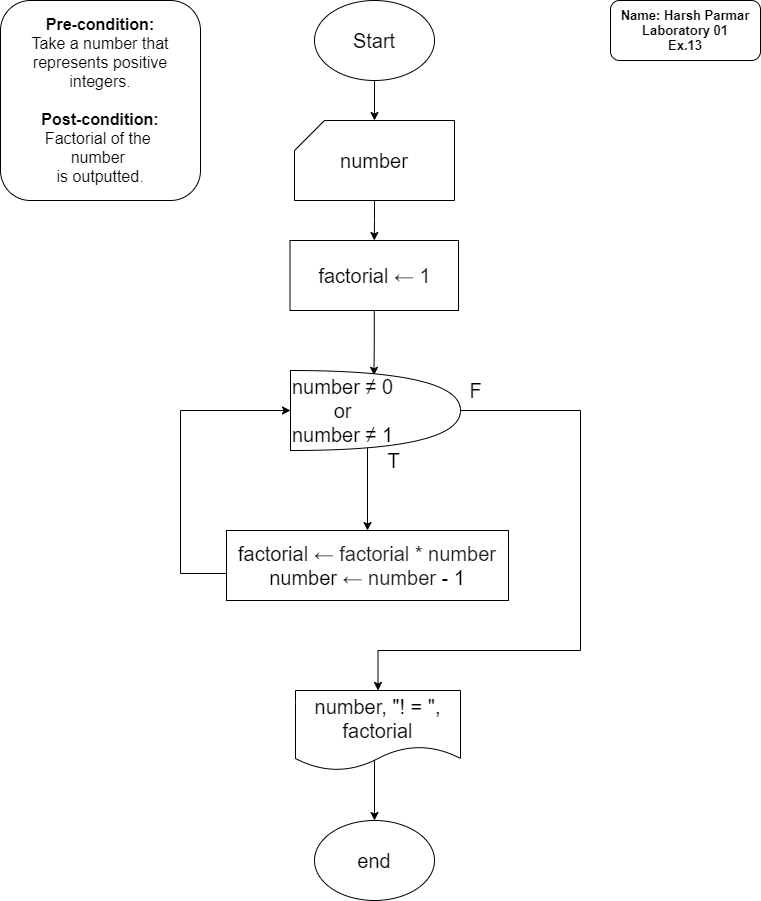 Pre-condition:
Take a number that
represents positive
integers.
Post-condition:
Factorial of the
number
is outputted.
Start
Name: Harsh Parmar
Laboratory 01
Ex.13
number
factorial ← 1
number ≠ 0
or
number ≠ 1
F
T
factorial ← factorial * number
number ← number - 1
number, "! = ",
factorial
end